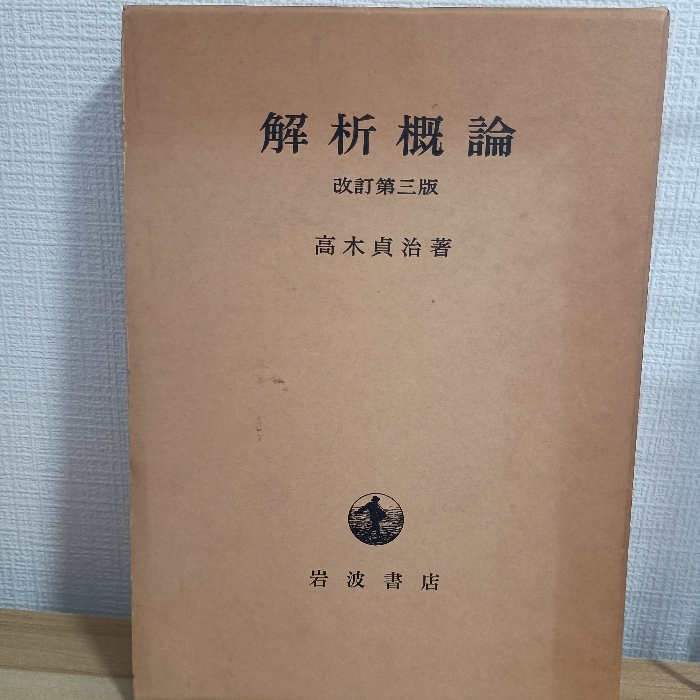 解析概論
改訂第三版
高木貞治著
岩波書店